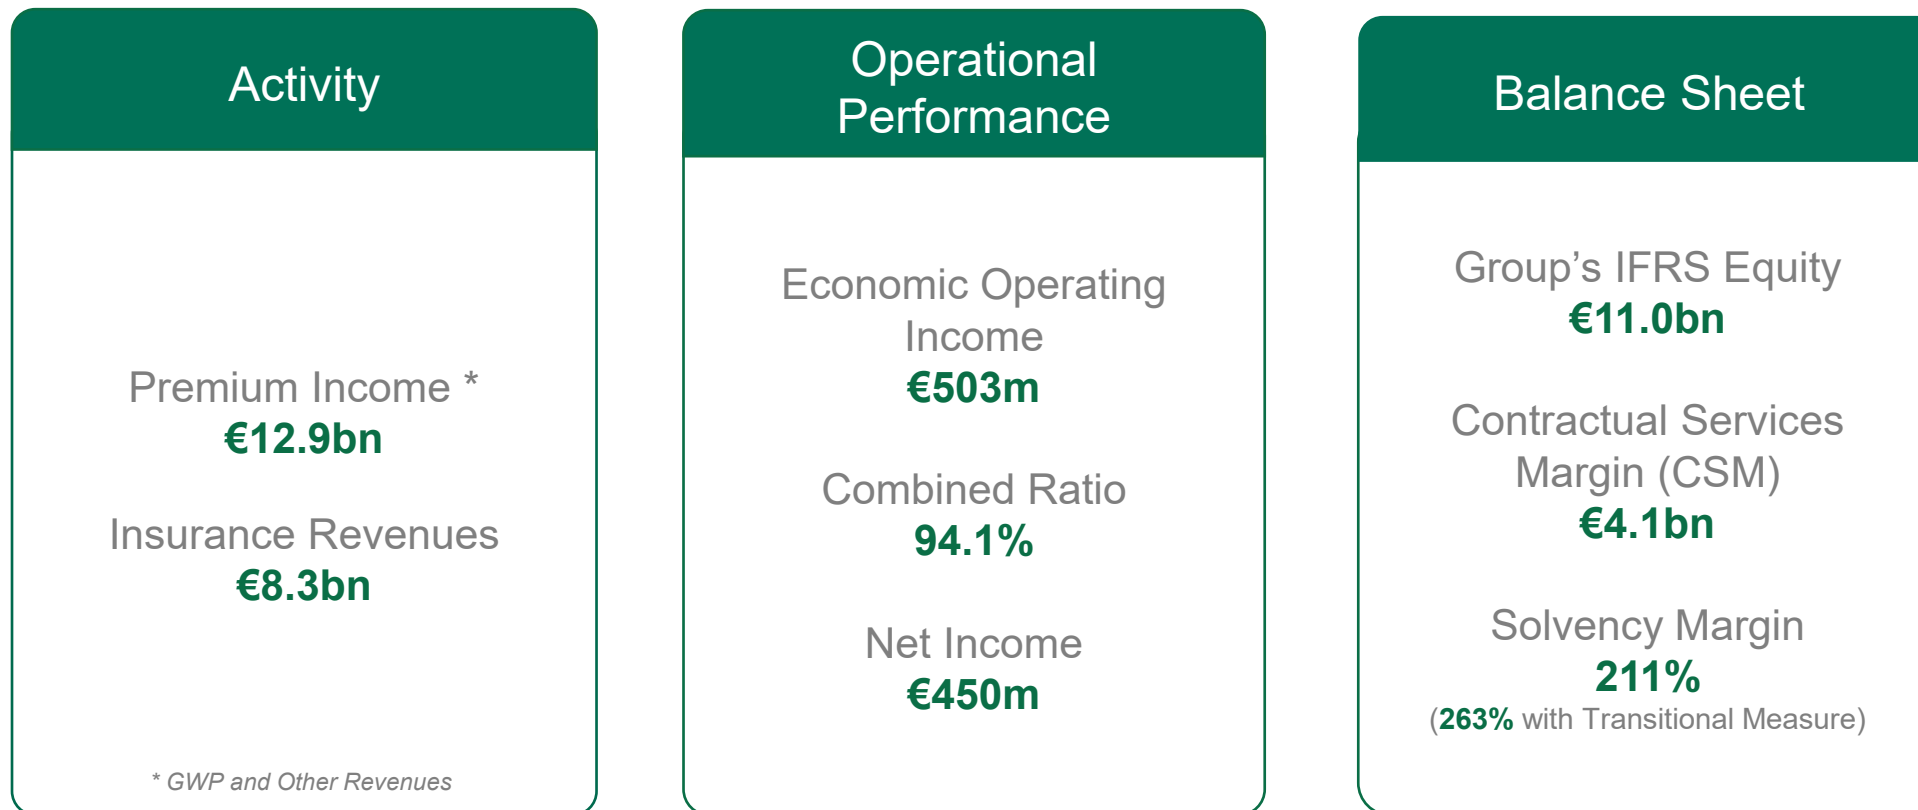 Activity
Premium Income *
€12.9bn
Insurance Revenues
€8.3bn
* GWP and Other Revenues
Operational
Performance
Economic Operating
Income
€503m
Combined Ratio
94.1%
Net Income
€450m
Balance Sheet
Group’s IFRS Equity
€11.0bn
Contractual Services
Margin (CSM)
€4.1bn
Solvency Margin
211%
(263% with Transitional Measure)